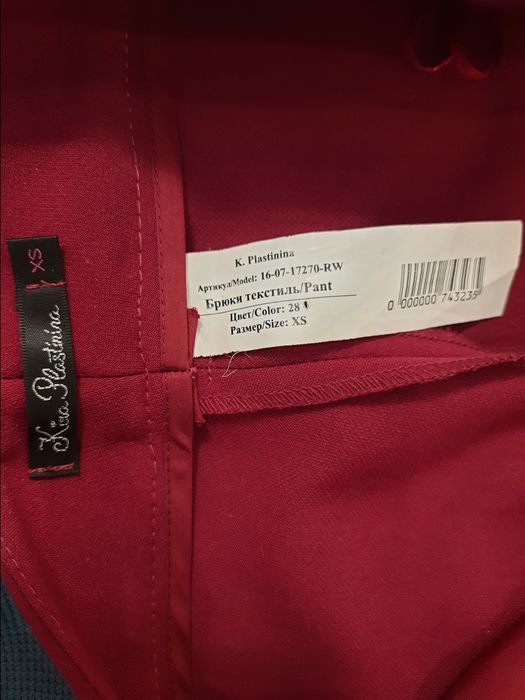 XS
Kira Plastinina
K. Plastinina
Артикул/Model: 16-07-17270-RW
Брюки текстиль/Pant
Цвет/Color: 28
Размер/Size: XS
0 000000 743235